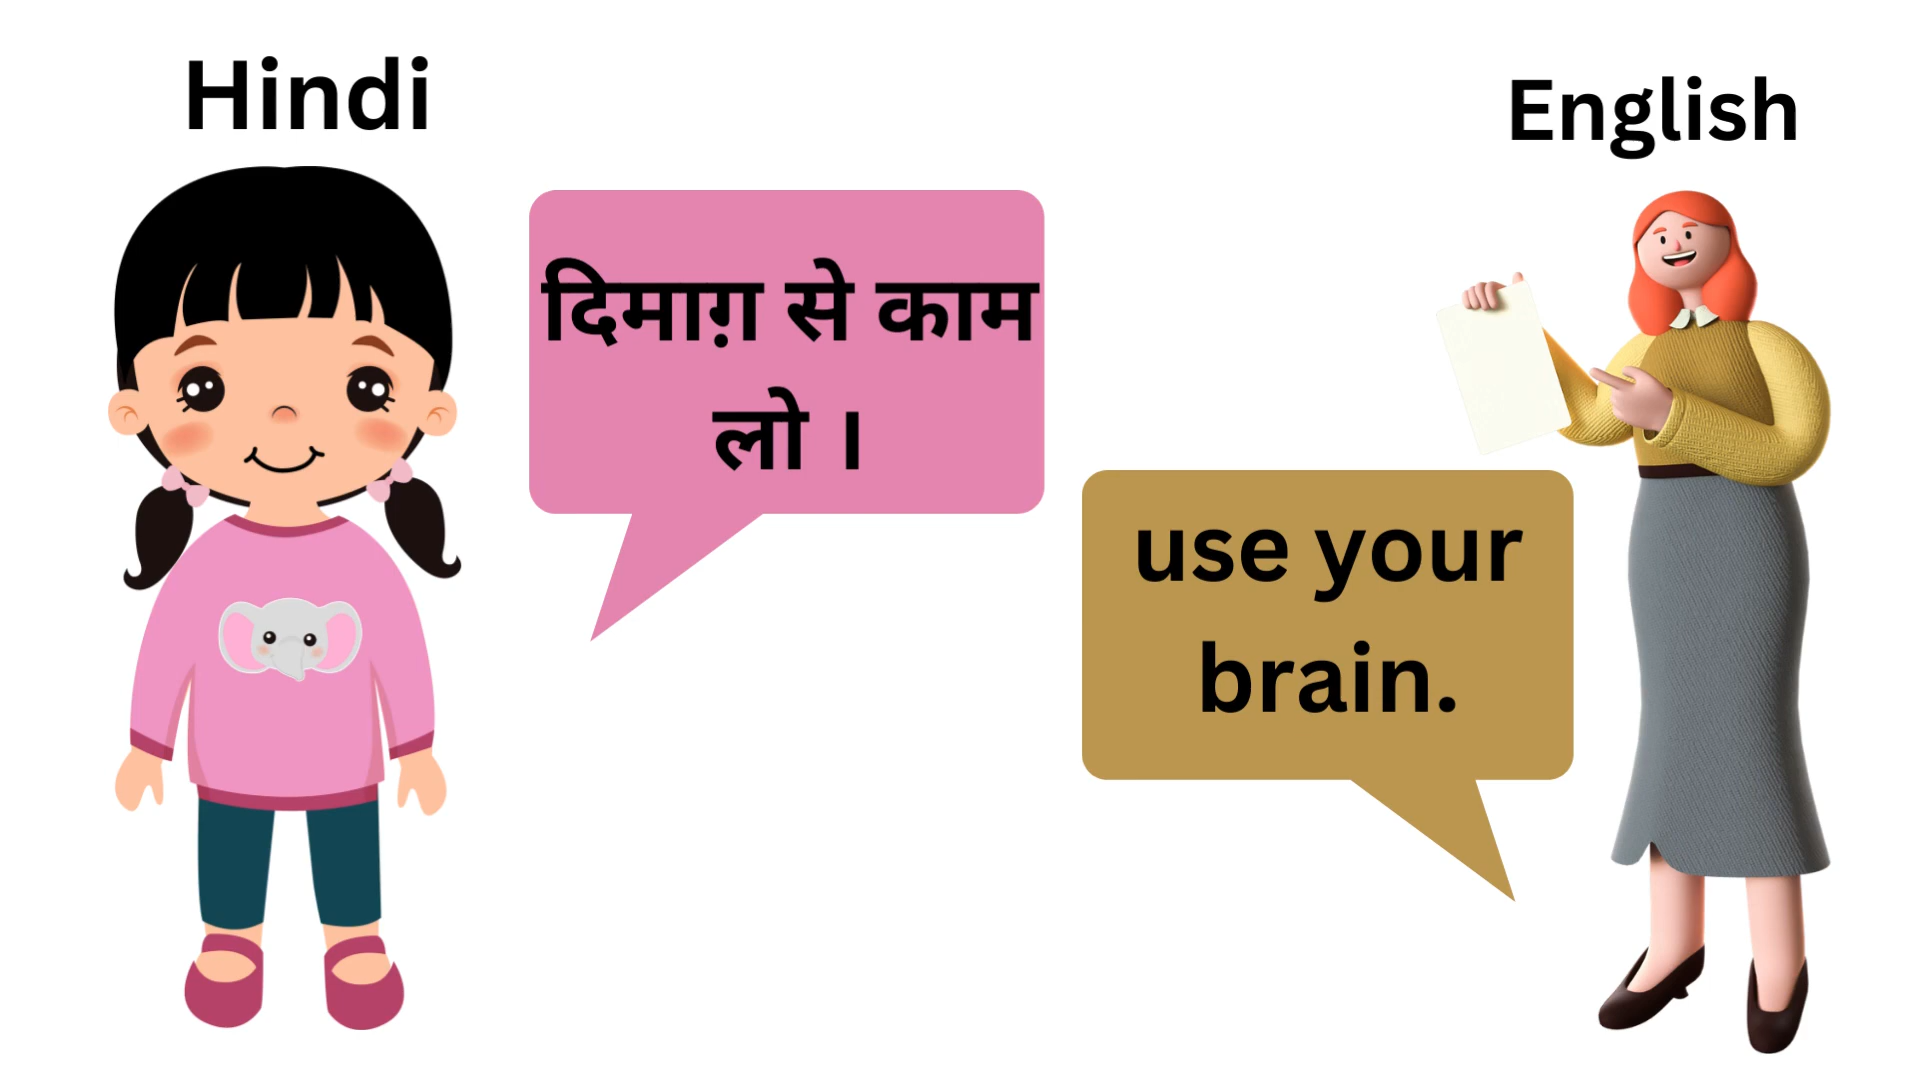 Hindi
English
दिमाग़ से काम
लो ।
use your
brain.